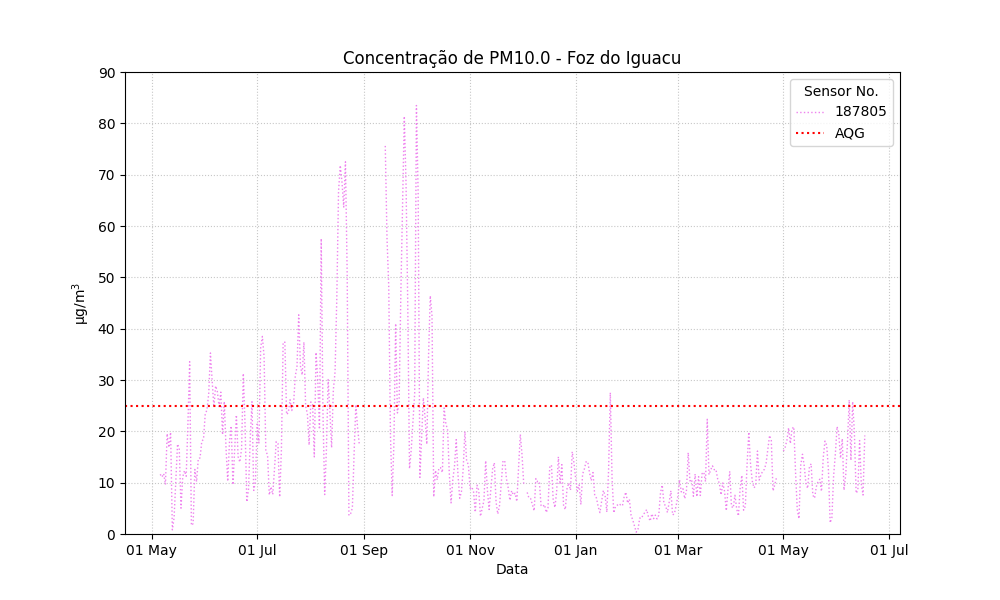 Concentração de PM10.0 - Foz do Iguacu
Sensor No.
187805
AQG
90
80
70
60
50
40
30
20
10
0
µg/m³
01 May
01 Jul
01 Sep
01 Nov
01 Jan
01 Mar
01 May
01 Jul
Data